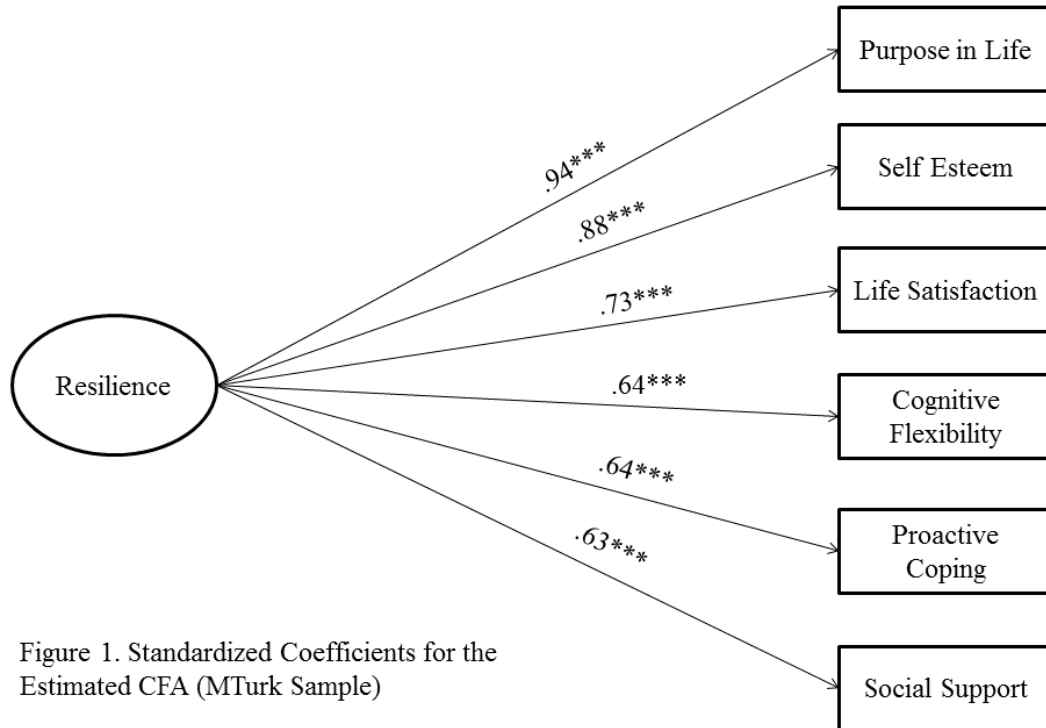 Purpose in Life
.94***
Self Esteem
.88***
Life Satisfaction
.73***
Resilience
.64***
Cognitive
Flexibility
.64***
Proactive
Coping
.63***
Social Support
Figure 1. Standardized Coefficients for the
Estimated CFA (MTurk Sample)